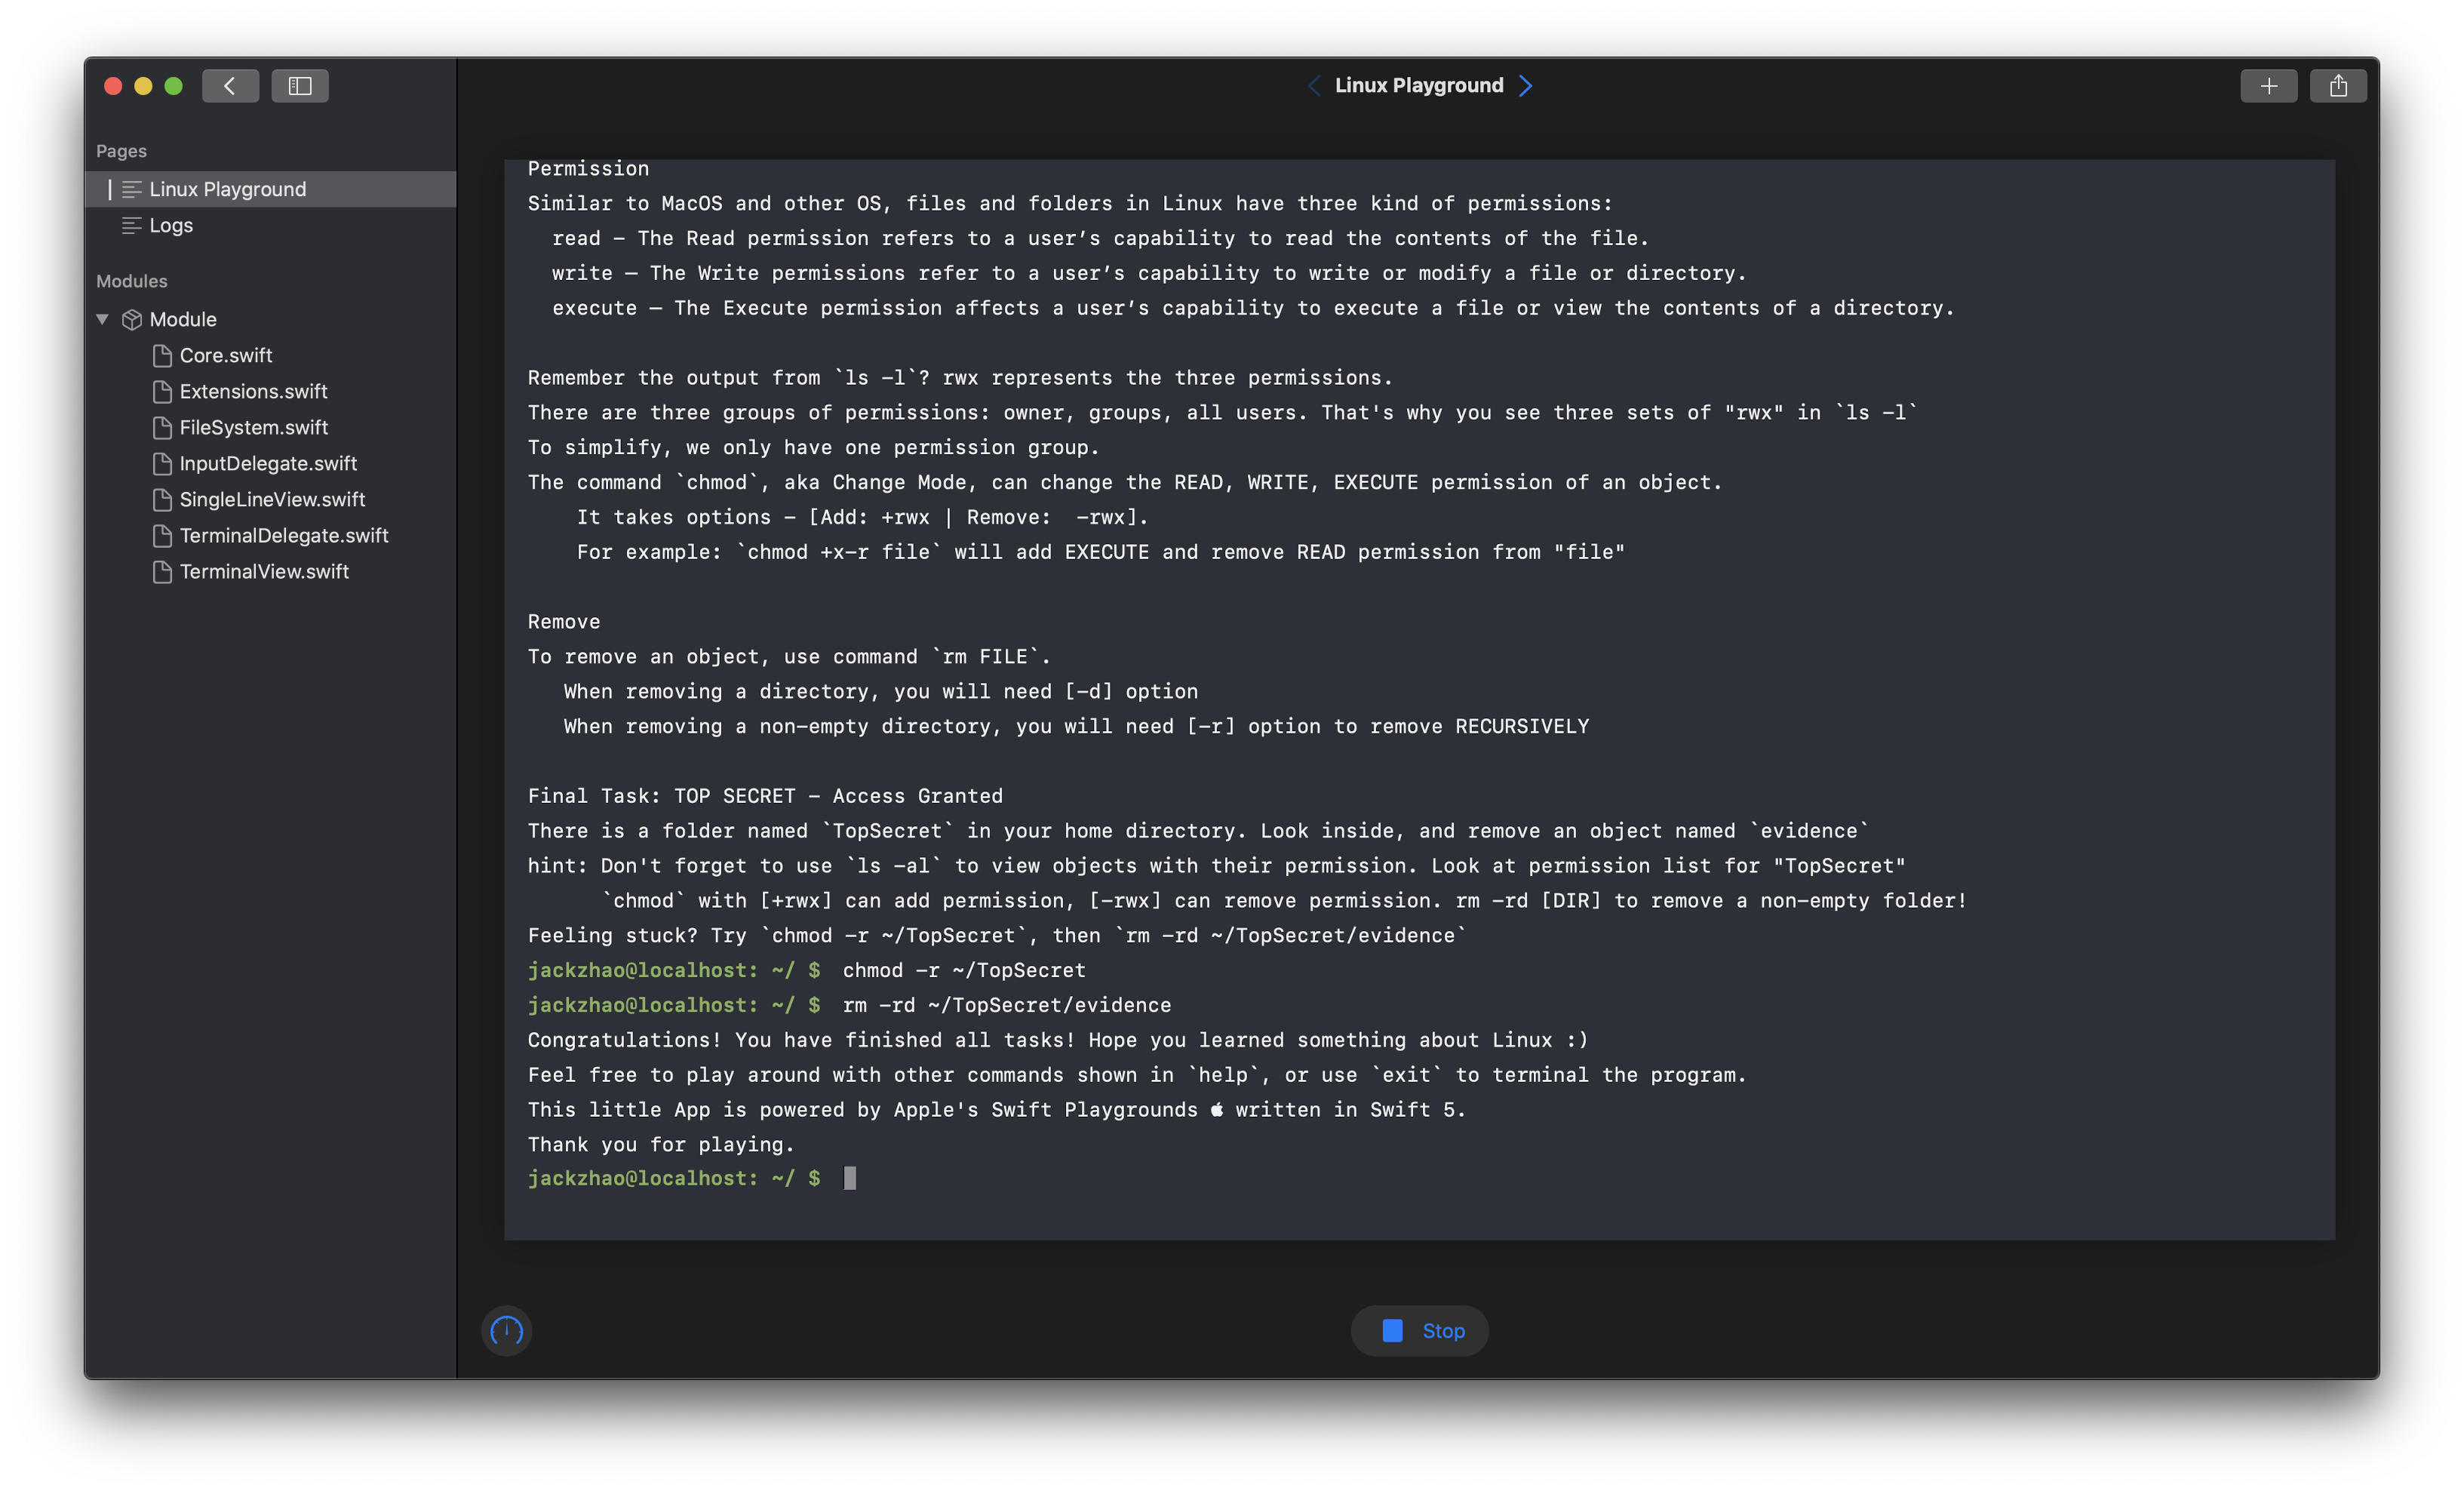 Linux Playground
Pages
Linux Playground
Logs
Modules
Module
Core.swift
Extensions.swift
FileSystem.swift
InputDelegate.swift
SingleLineView.swift
TerminalDelegate.swift
TerminalView.swift
Permission
Similar to MacOS and other OS, files and folders in Linux have three kind of permissions:
read – The Read permission refers to a user’s capability to read the contents of the file.
write – The Write permissions refer to a user’s capability to write or modify a file or directory.
execute – The Execute permission affects a user’s capability to execute a file or view the contents of a directory.
Remember the output from `ls -l`? rwx represents the three permissions.
There are three groups of permissions: owner, groups, all users. That's why you see three sets of "rwx" in `ls -l`
To simplify, we only have one permission group.
The command `chmod`, aka Change Mode, can change the READ, WRITE, EXECUTE permission of an object.
It takes options - [Add: +rwx | Remove:  -rwx].
For example: `chmod +x-r file` will add EXECUTE and remove READ permission from "file"
Remove
To remove an object, use command `rm FILE`.
When removing a directory, you will need [-d] option
When removing a non-empty directory, you will need [-r] option to remove RECURSIVELY
Final Task: TOP SECRET - Access Granted
There is a folder named `TopSecret` in your home directory. Look inside, and remove an object named `evidence`
hint: Don't forget to use `ls -al` to view objects with their permission. Look at permission list for "TopSecret"
`chmod` with [+rwx] can add permission, [-rwx] can remove permission. rm -rd [DIR] to remove a non-empty folder!
Feeling stuck? Try `chmod -r ~/TopSecret`, then `rm -rd ~/TopSecret/evidence`
jackzhao@localhost: ~/ $ chmod -r ~/TopSecret
jackzhao@localhost: ~/ $ rm -rd ~/TopSecret/evidence
Congratulations! You have finished all tasks! Hope you learned something about Linux :)
Feel free to play around with other commands shown in `help`, or use `exit` to terminal the program.
This little App is powered by Apple's Swift Playgrounds  written in Swift 5.
Thank you for playing.
jackzhao@localhost: ~/ $
Stop